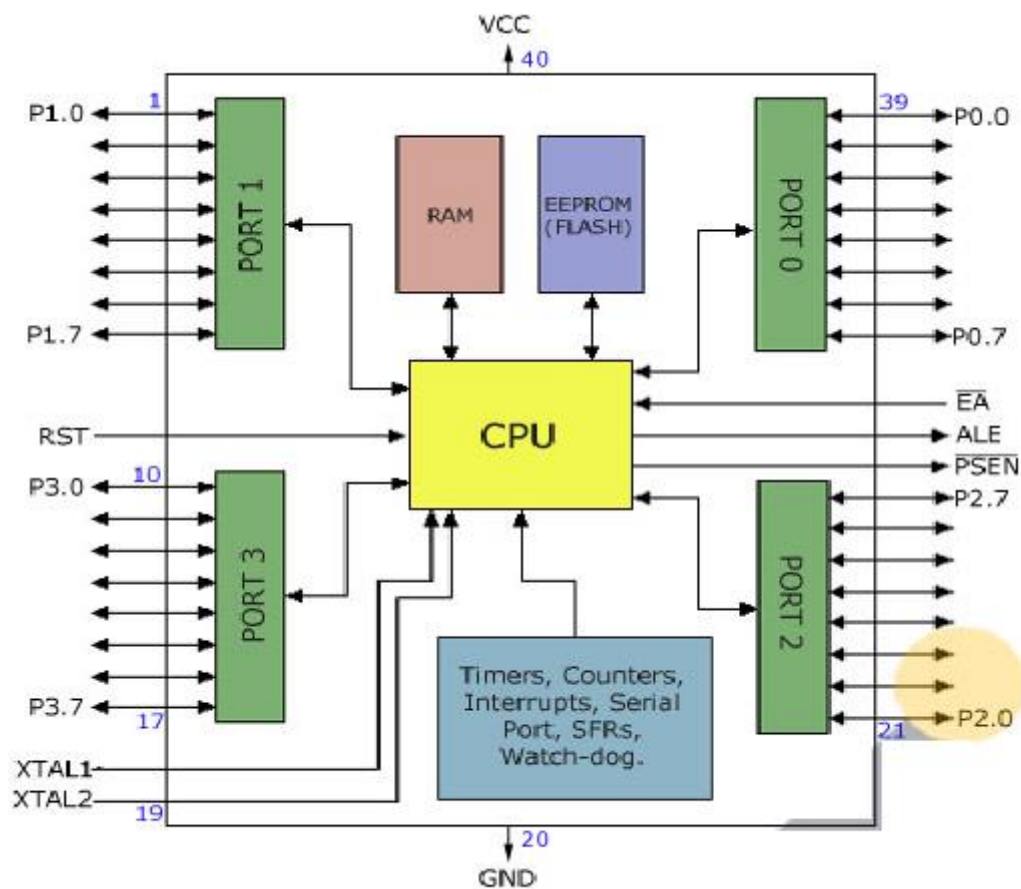 VCC
40
1
39
P1.0
P0.0
PORT 1
RAM
EEPROM
(FLASH)
PORT 0
P1.7
P0.7
EA
CPU
RST
ALE
PSEN
10
P3.0
P2.7
PORT 3
PORT 2
Timers, Counters,
Interrupts, Serial
Port, SFRs,
Watch-dog.
P3.7
17
P2.0
21
XTAL1
XTAL2
19
20
GND